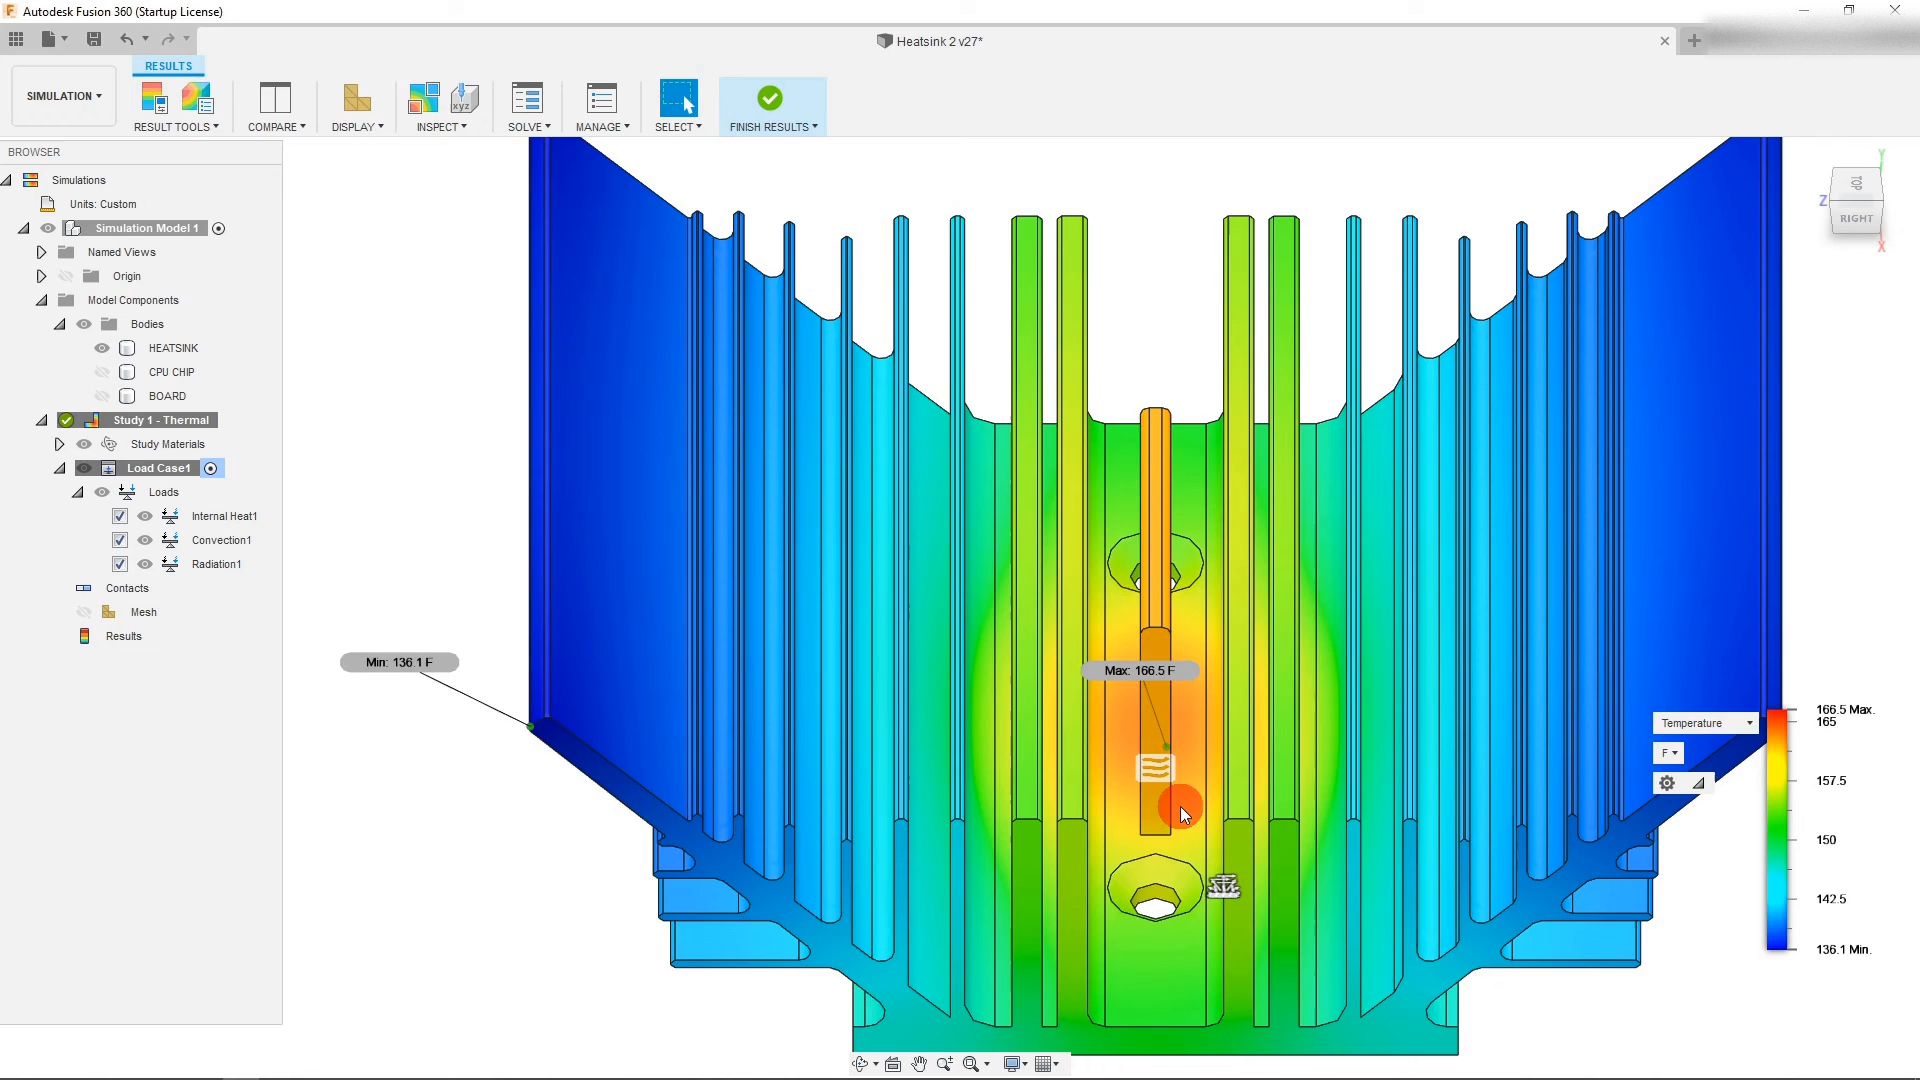 Autodesk Fusion 360 (Startup License)
Heatsink 2 v27*
RESULTS
SIMULATION
RESULT TOOLS
COMPARE
DISPLAY
INSPECT
SOLVE
MANAGE
SELECT
FINISH RESULTS
xyz
BROWSER
Simulations
Units: Custom
Simulation Model 1
Named Views
Origin
Model Components
Bodies
HEATSINK
CPU CHIP
BOARD
Study 1 - Thermal
Study Materials
Load Case1
Loads
Internal Heat1
Convection1
Radiation1
Contacts
Mesh
Results
Y
TOP
Z
RIGHT
X
Min: 136.1 F
Max: 166.5 F
Temperature
F
166.5 Max.
165
157.5
150
142.5
136.1 Min.